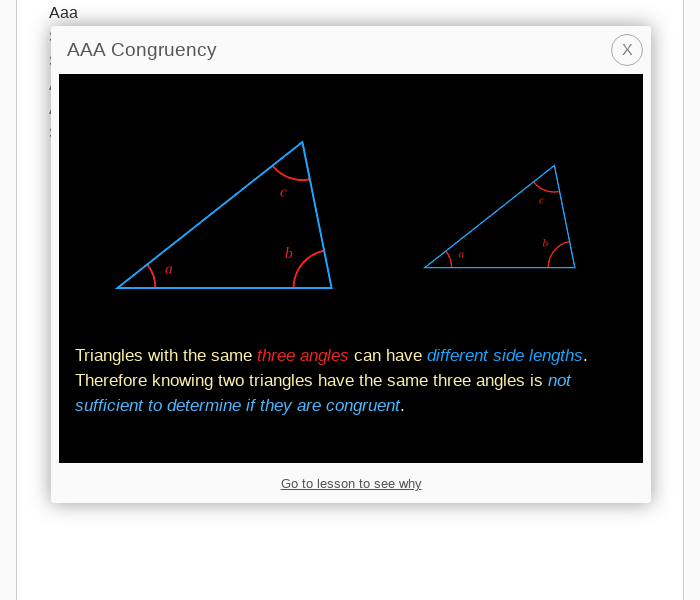 Aaa
AAA Congruency
X
c
b
a
c
b
a
Triangles with the same three angles can have different side lengths.
Therefore knowing two triangles have the same three angles is not
sufficient to determine if they are congruent.
Go to lesson to see why